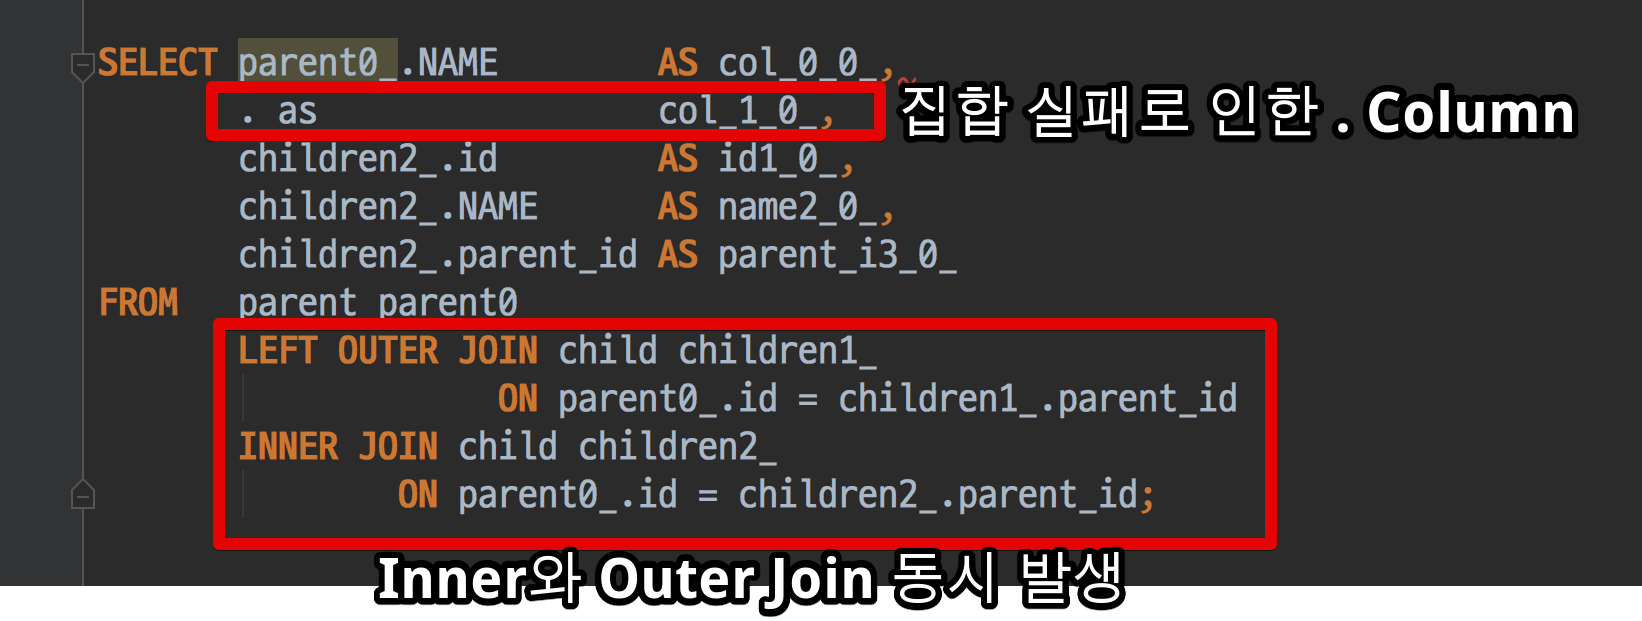 SELECT parent0_.NAME AS col_0_0_,
. as col_1_0_,
집합 실패로 인한 . Column
children2_.id AS id1_0_,
children2_.NAME AS name2_0_,
children2_.parent_id AS parent_i3_0_
FROM parent parent0
LEFT OUTER JOIN child children1_
ON parent0_.id = children1_.parent_id
INNER JOIN child children2_
ON parent0_.id = children2_.parent_id;
Inner와 Outer Join 동시 발생